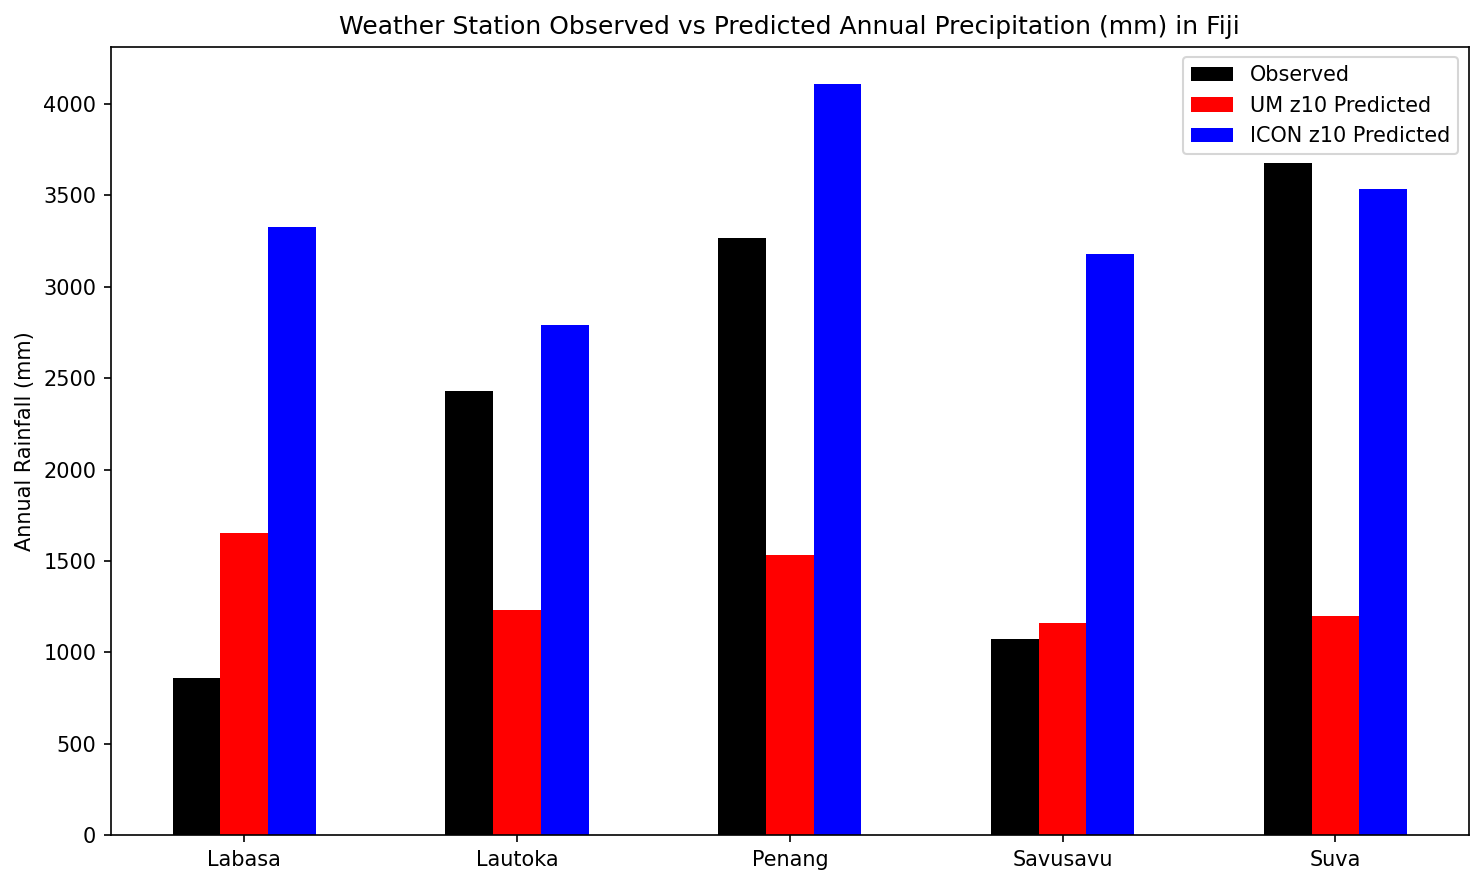 Weather Station Observed vs Predicted Annual Precipitation (mm) in Fiji
Observed
UM z10 Predicted
ICON z10 Predicted
Annual Rainfall (mm)
4000
3500
3000
2500
2000
1500
1000
500
0
Labasa
Lautoka
Penang
Savusavu
Suva